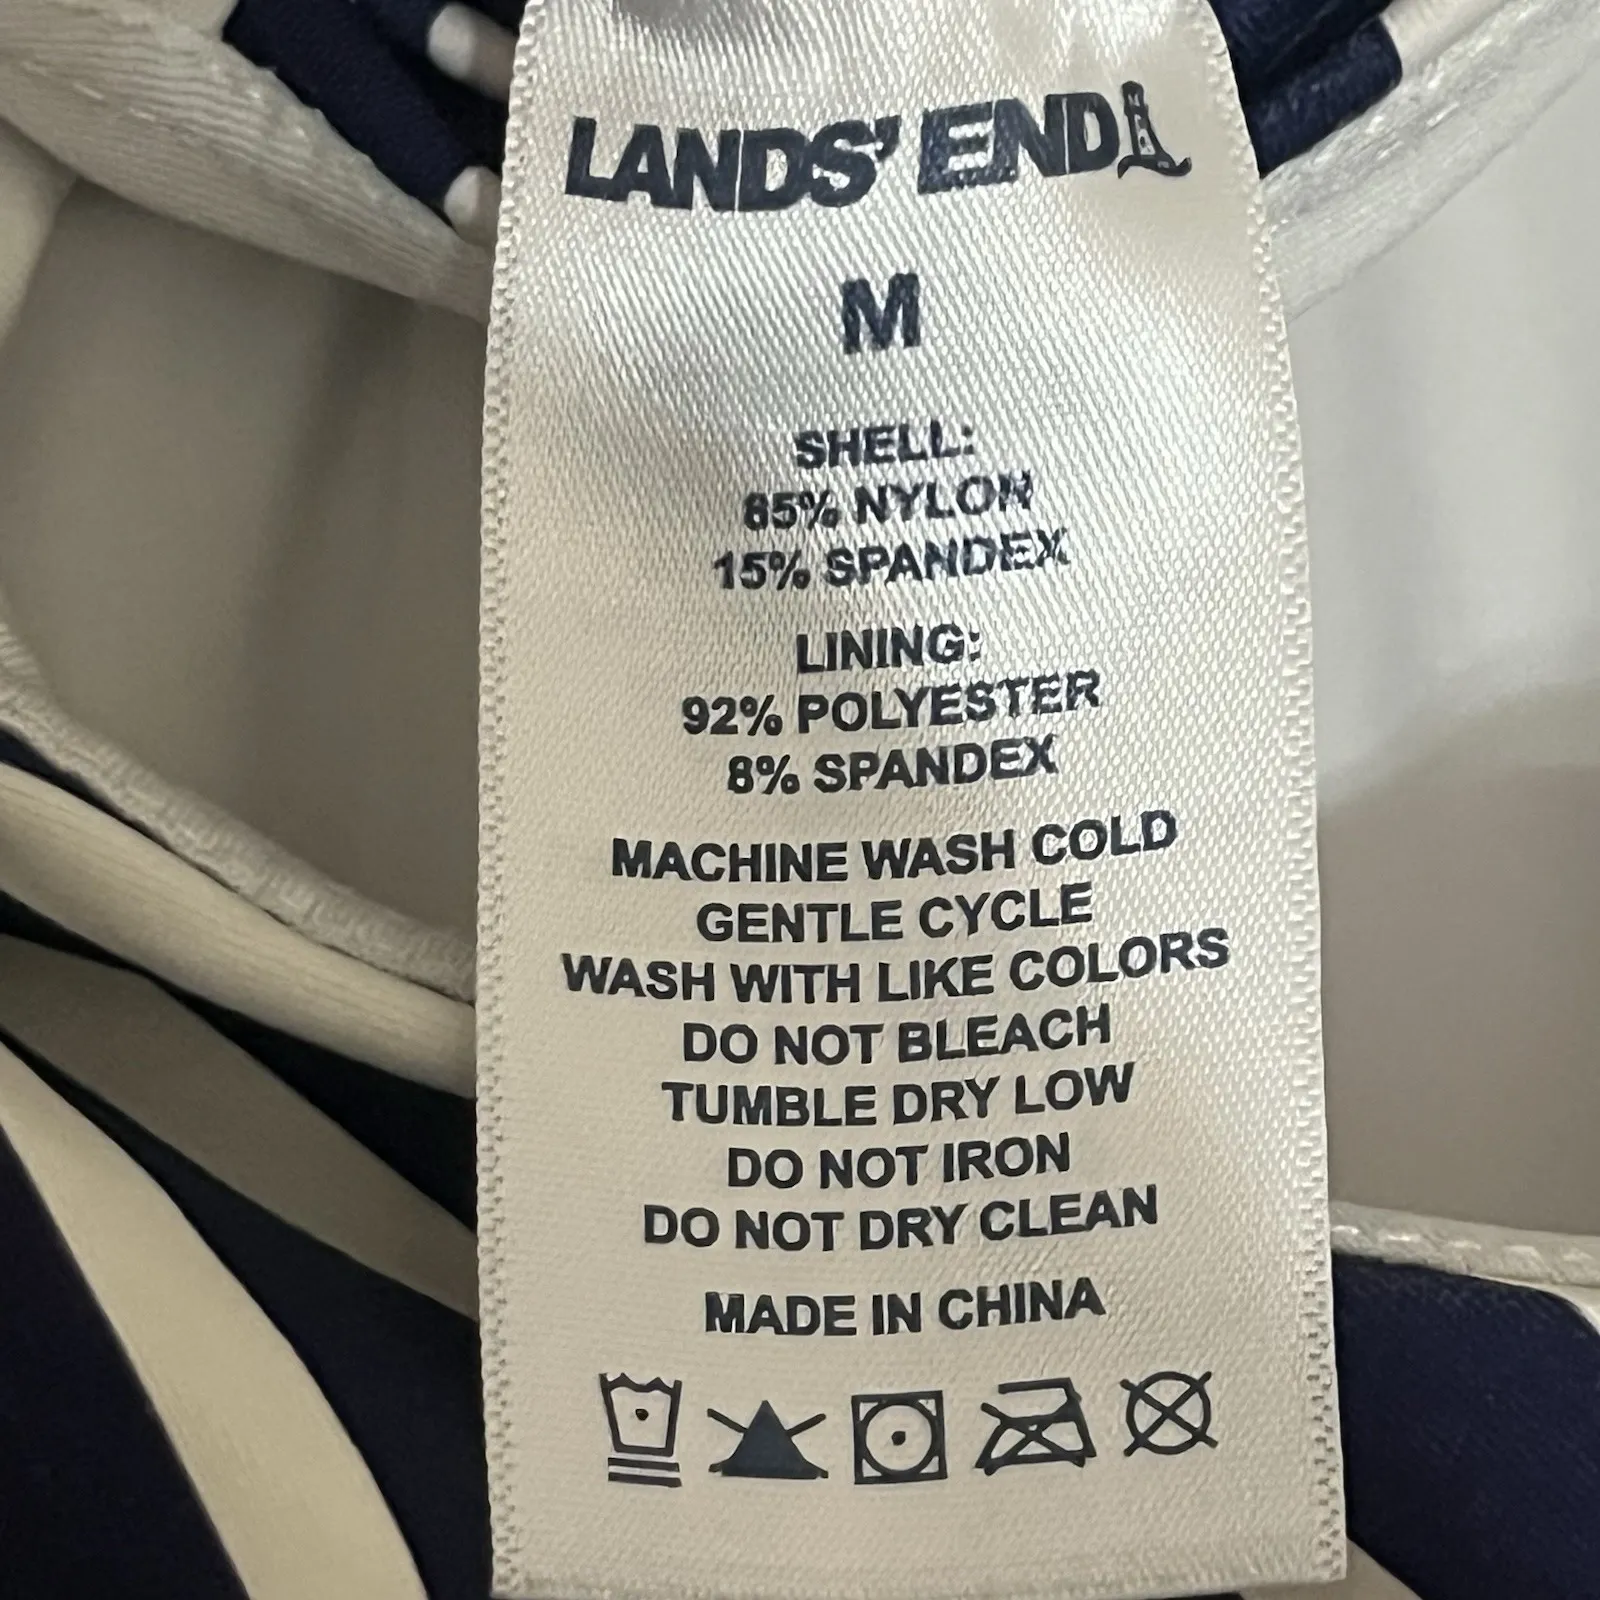 LANDS' END
M
SHELL:
85% NYLON
15% SPANDEX
LINING:
92% POLYESTER
8% SPANDEX
MACHINE WASH COLD
GENTLE CYCLE
WASH WITH LIKE COLORS
DO NOT BLEACH
TUMBLE DRY LOW
DO NOT IRON
DO NOT DRY CLEAN
MADE IN CHINA